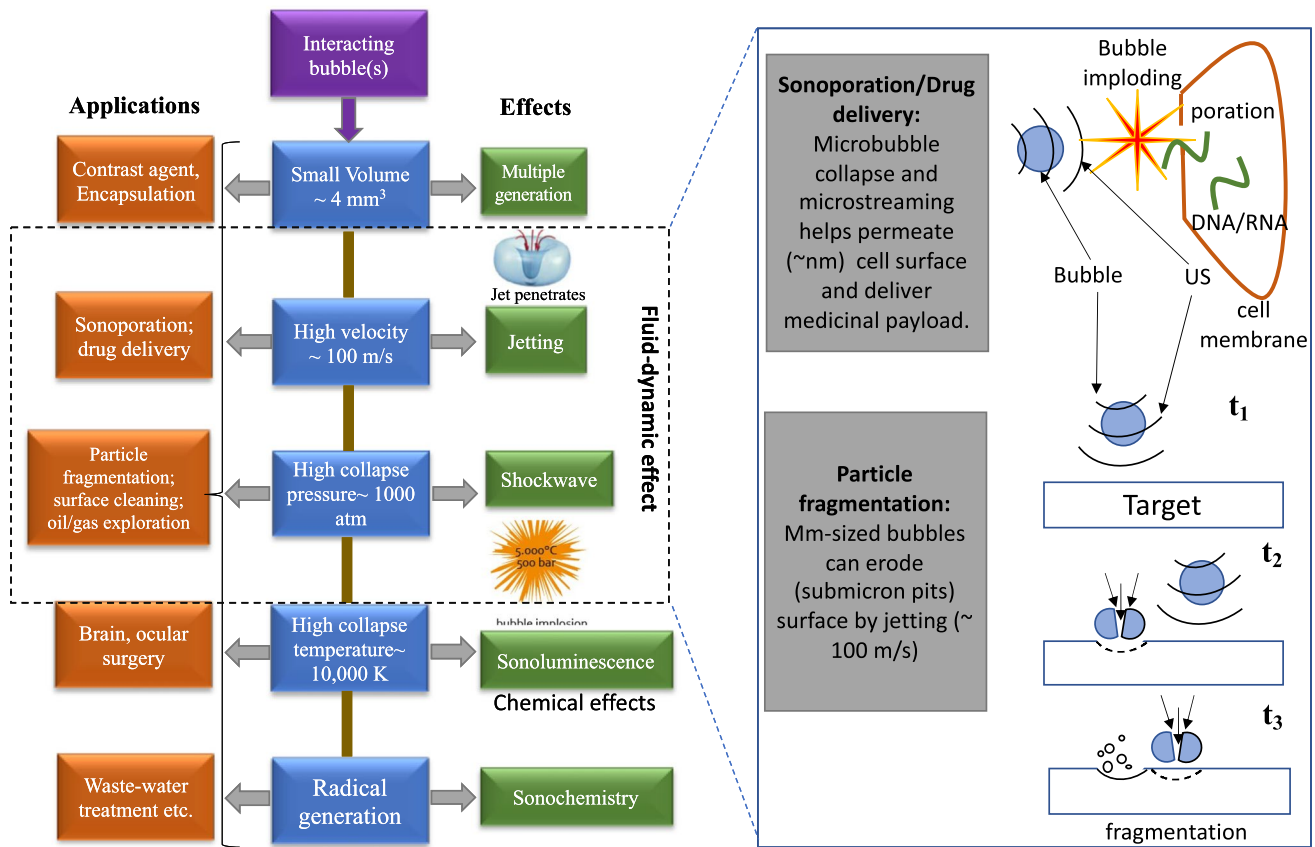 Interacting
bubble(s)
Applications
Effects
Contrast agent,
Encapsulation
Small Volume
~ 4 mm³
Multiple
generation
Jet penetrates
Sonoporation;
drug delivery
High velocity
~ 100 m/s
Jetting
Fluid-dynamic effect
Particle
fragmentation;
surface cleaning;
oil/gas exploration
High collapse
pressure~ 1000
atm
Shockwave
5.000°C
500 bar
bubble implosion
Brain, ocular
surgery
High collapse
temperature~
10,000 K
Sonoluminescence
Chemical effects
Waste-water
treatment etc.
Radical
generation
Sonochemistry
Sonoporation/Drug
delivery:
Microbubble
collapse and
microstreaming
helps permeate
(~nm) cell surface
and deliver
medicinal payload.
Bubble
imploding
poration
DNA/RNA
Bubble
US
cell
membrane
t₁
Particle
fragmentation:
Mm-sized bubbles
can erode
(submicron pits)
surface by jetting (~
100 m/s)
Target
t₂
t₃
fragmentation